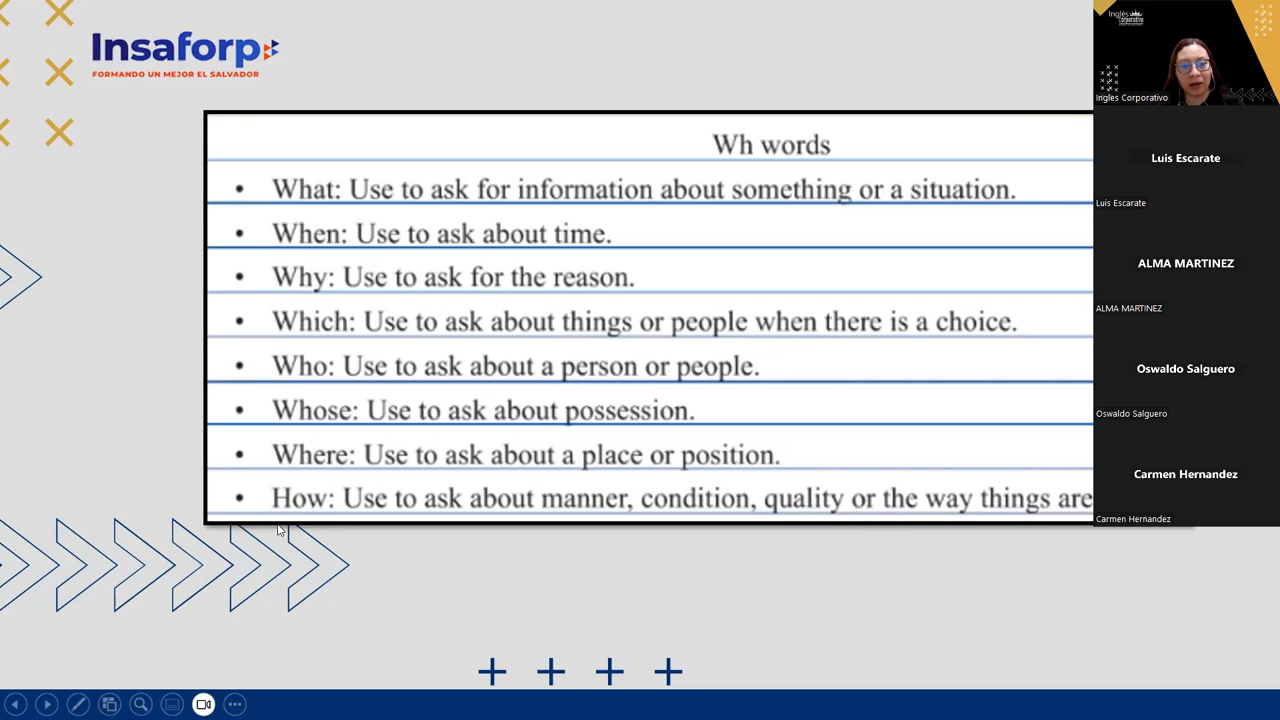 Insaforp
FORMANDO UN MEJOR EL SALVADOR
Wh words
• What: Use to ask for information about something or a situation.
• When: Use to ask about time.
• Why: Use to ask for the reason.
• Which: Use to ask about things or people when there is a choice.
• Who: Use to ask about a person or people.
• Whose: Use to ask about possession.
• Where: Use to ask about a place or position.
• How: Use to ask about manner, condition, quality or the way things are
Inglés
Corporativo
Ingles Corporativo
Luis Escarate
Luis Escarate
ALMA MARTINEZ
ALMA MARTINEZ
Oswaldo Salguero
Oswaldo Salguero
Carmen Hernandez
Carmen Hernandez